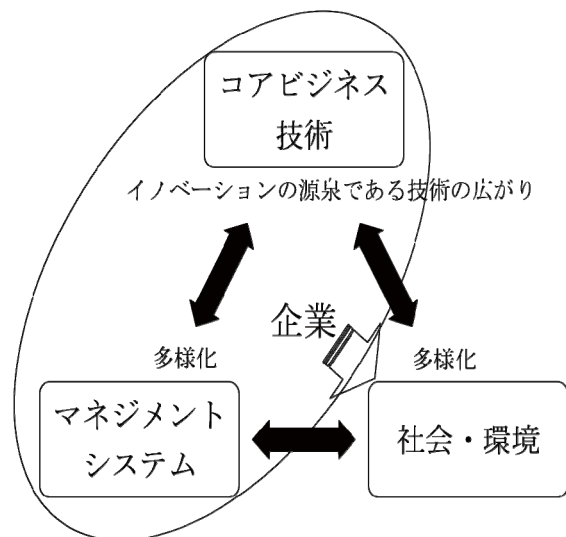 コアビジネス
技術
イノベーションの源泉である技術の広がり
企業
多様化
多様化
マネジメント
システム
社会・環境